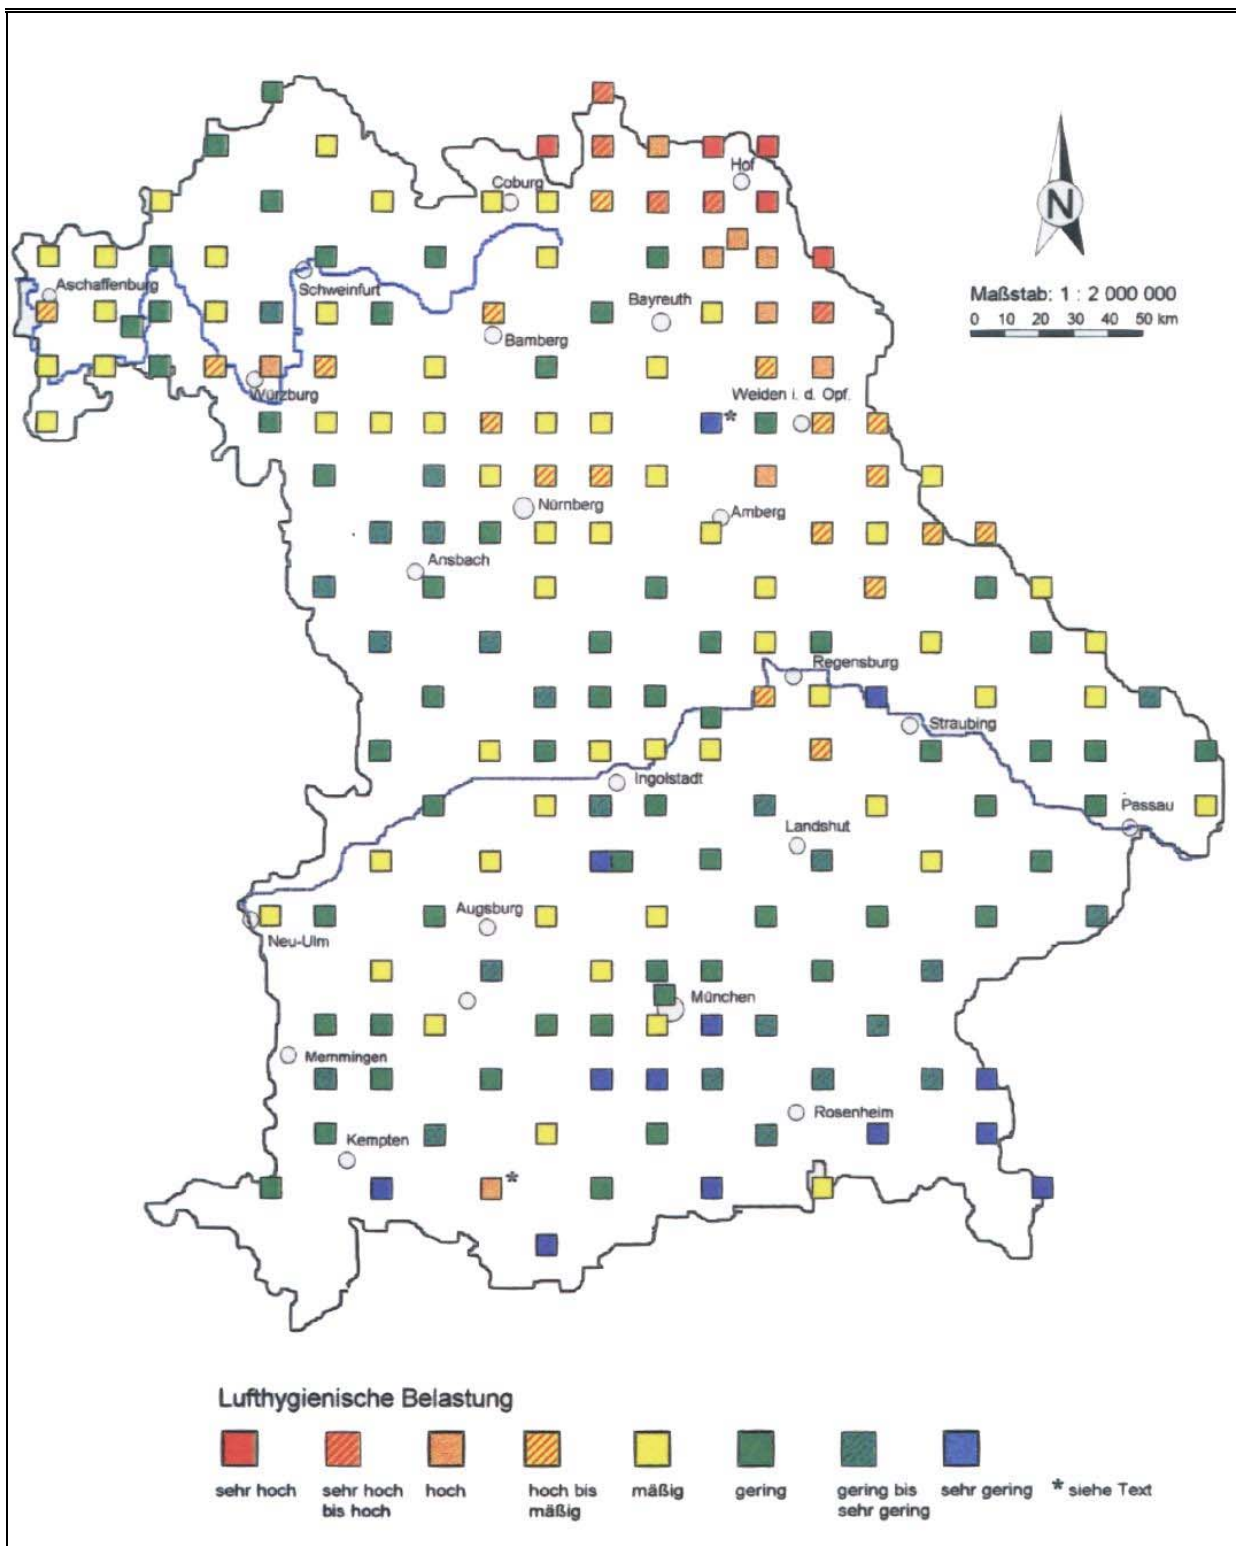 Hof
Coburg
N
Aschaffenburg
Schweinfurt
Bayreuth
Maßstab: 1 : 2 000 000
0 10 20 30 40 50 km
Bamberg
Würzburg
Weiden i. d. Opf.
*
Nürnberg
Amberg
Ansbach
Regensburg
Straubing
Ingolstadt
Passau
Landshut
Augsburg
Neu-Ulm
München
Memmingen
Rosenheim
Kempten
*
Lufthygienische Belastung
sehr hoch sehr hoch hoch hoch bis mäßig gering gering bis sehr gering * siehe Text
bis hoch mäßig sehr gering